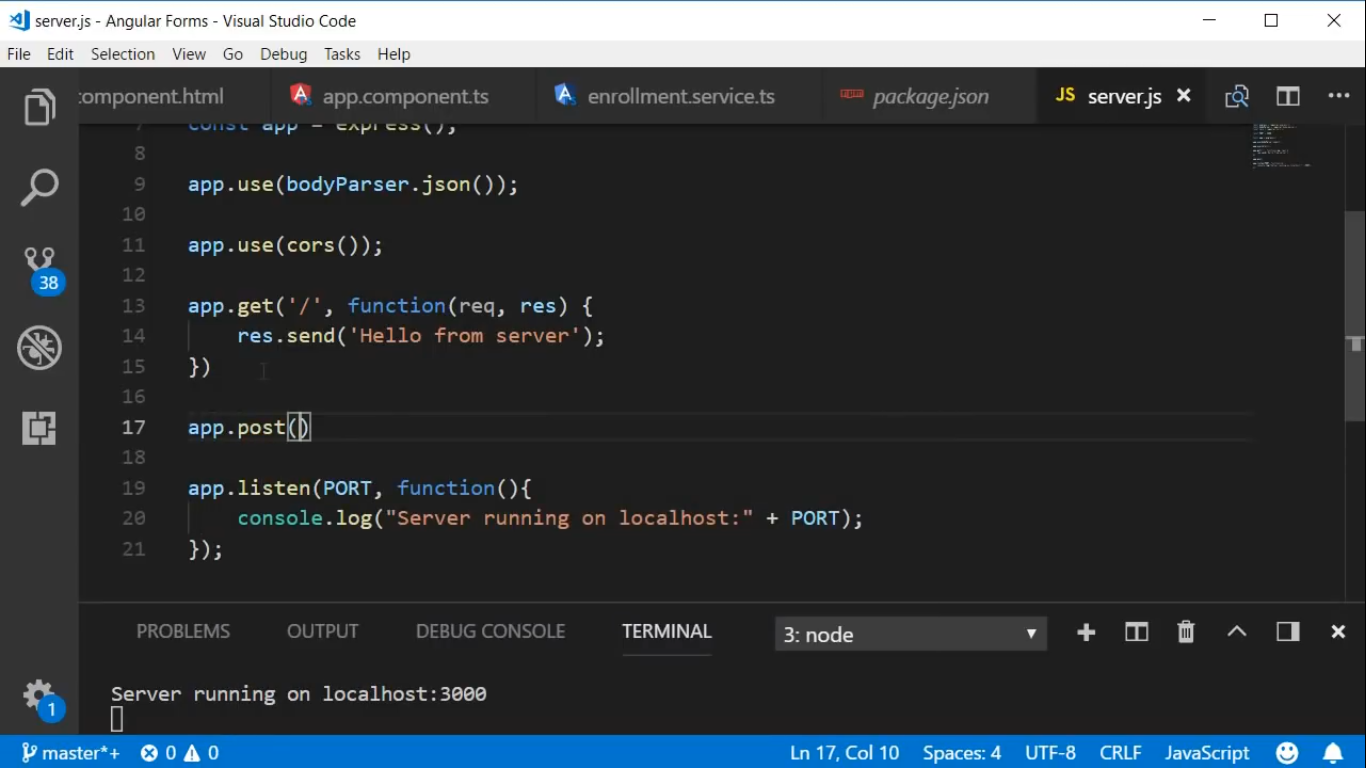 server.js - Angular Forms - Visual Studio Code
File Edit Selection View Go Debug Tasks Help
component.html app.component.ts enrollment.service.ts package.json JS server.js
7 const app = express();
8
9 app.use(bodyParser.json());
10
11 app.use(cors());
12
13 app.get('/', function(req, res) {
14 res.send('Hello from server');
15 })
16
17 app.post()
18
19 app.listen(PORT, function(){
20 console.log("Server running on localhost:" + PORT);
21 });
PROBLEMS OUTPUT DEBUG CONSOLE TERMINAL 3: node
Server running on localhost:3000
38
1
master*+ 0 0 Ln 17, Col 10 Spaces: 4 UTF-8 CRLF JavaScript